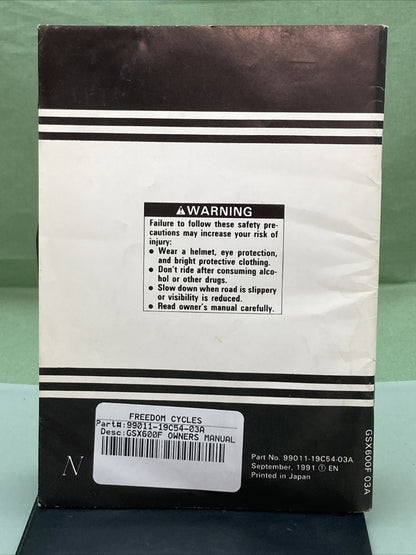 ⚠WARNING
Failure to follow these safety pre-
cautions may increase your risk of
injury:
● Wear a helmet, eye protection,
and bright protective clothing.
● Don't ride after consuming alco-
hol or other drugs.
● Slow down when road is slippery
or visibility is reduced.
● Read owner's manual carefully.
FREEDOM CYCLES
Part#:99011-19C54-03A
Desc:GSX600F OWNERS MANUAL
N
Part No. 99011-19C54-03A
September, 1991 ① EN
Printed in Japan
GSX600F 03A